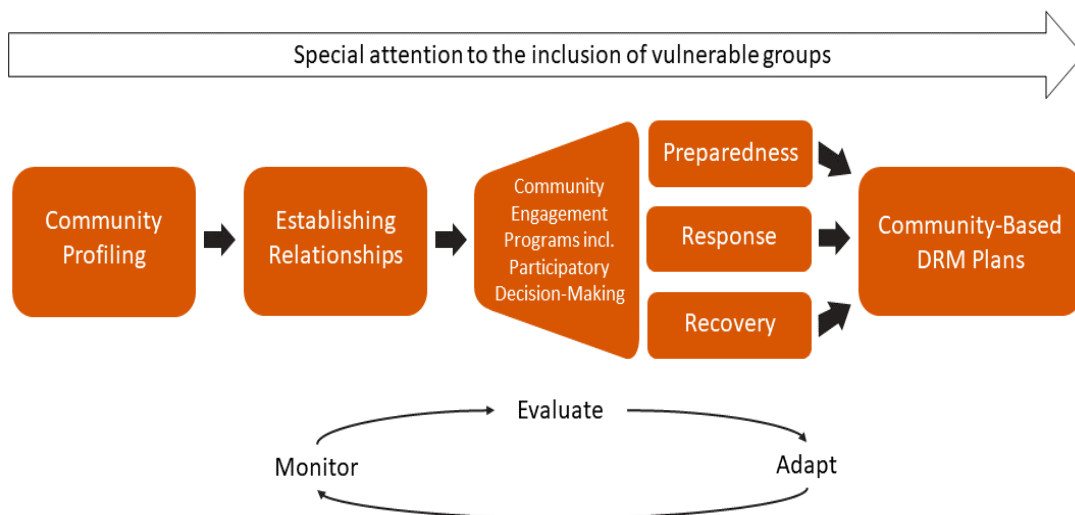 Special attention to the inclusion of vulnerable groups
Community
Profiling
Establishing
Relationships
Community
Engagement
Programs incl.
Participatory
Decision-Making
Preparedness
Response
Recovery
Community-Based
DRM Plans
Evaluate
Monitor
Adapt